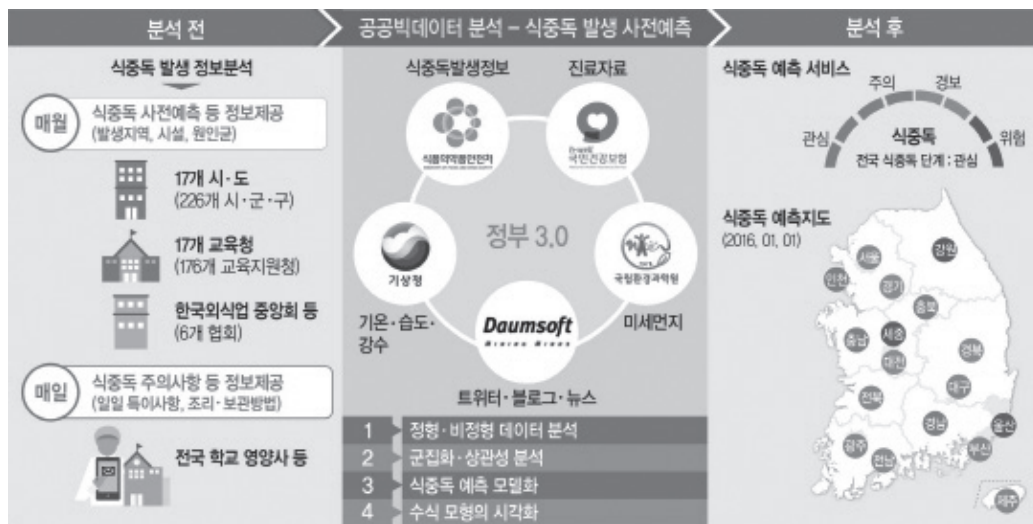 분석 전
식중독 발생 정보분석
매월
식중독 사전예측 등 정보제공
(발생지역, 시설, 원인균)
17개 시·도
(226개 시·군·구)
17개 교육청
(176개 교육지원청)
한국외식업 중앙회 등
(6개 협회)
매일
식중독 주의사항 등 정보제공
(일일 특이사항, 조리·보관방법)
전국 학교 영양사 등
공공빅데이터 분석 – 식중독 발생 사전예측
식중독발생정보
진료자료
식품의약품안전처
국민건강보험
정부 3.0
기상청
국립환경과학원
기온·습도·
강수
Daumsoft
미세먼지
트위터·블로그·뉴스
1 정형·비정형 데이터 분석
2 군집화·상관성 분석
3 식중독 예측 모델화
4 수식 모형의 시각화
분석 후
식중독 예측 서비스
주의
경보
관심
식중독
위험
전국 식중독 단계 : 관심
식중독 예측지도
(2016. 01. 01)
서울
강원
인천
경기
충북
충남
세종
대전
경북
대구
전북
경남
울산
광주
전남
부산
제주